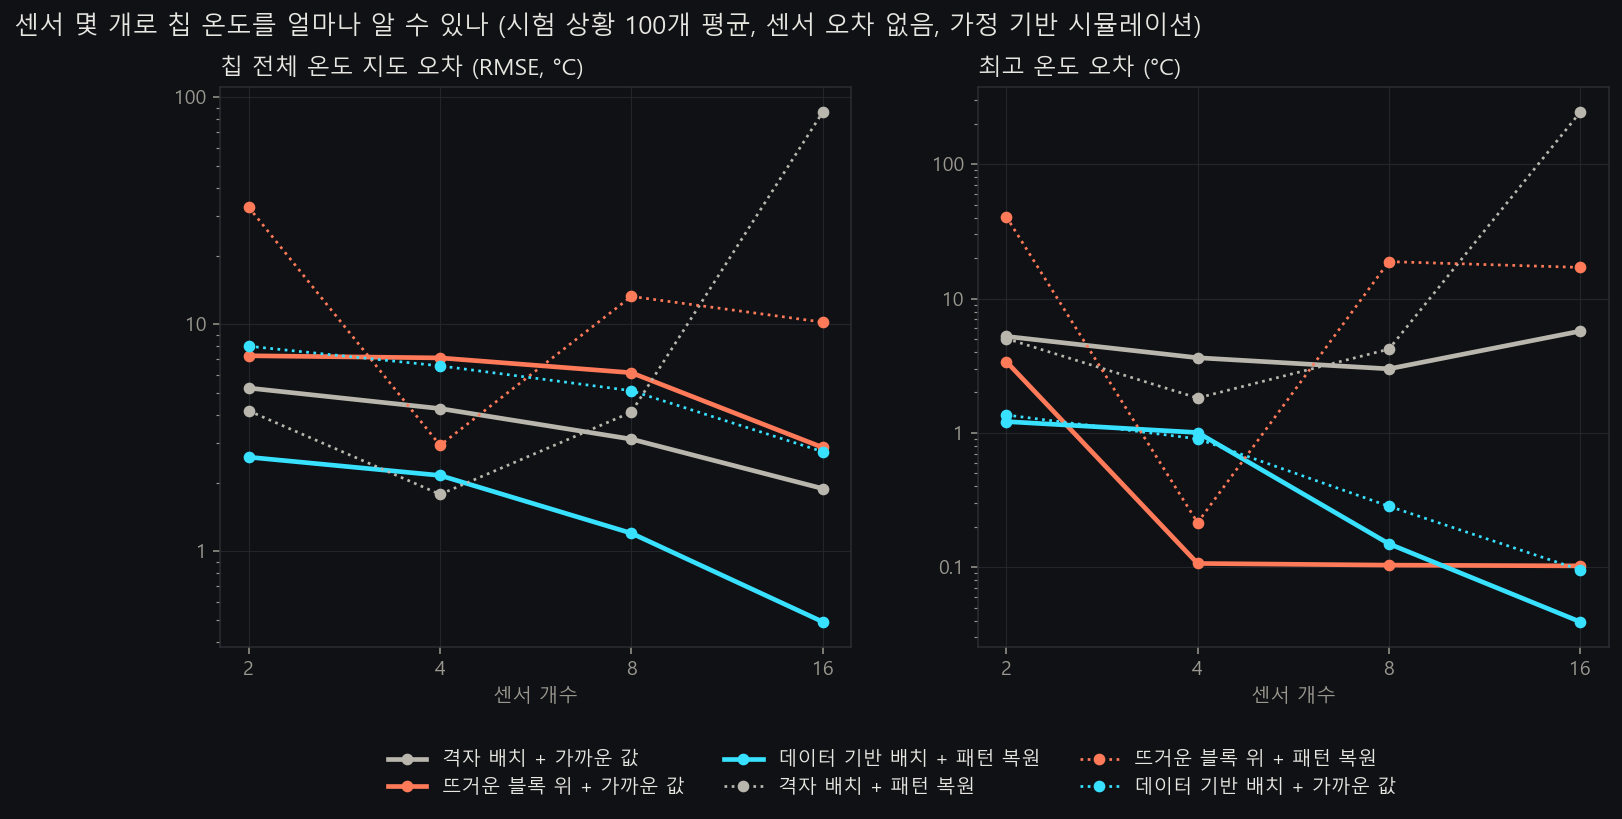 센서 몇 개로 칩 온도를 얼마나 알 수 있나 (시험 상황 100개 평균, 센서 오차 없음, 가정 기반 시뮬레이션)
칩 전체 온도 지도 오차 (RMSE, °C)
100
10
1
2 4 8 16
센서 개수
최고 온도 오차 (°C)
100
10
1
0.1
2 4 8 16
센서 개수
격자 배치 + 가까운 값
뜨거운 블록 위 + 가까운 값
데이터 기반 배치 + 패턴 복원
격자 배치 + 패턴 복원
뜨거운 블록 위 + 패턴 복원
데이터 기반 배치 + 가까운 값